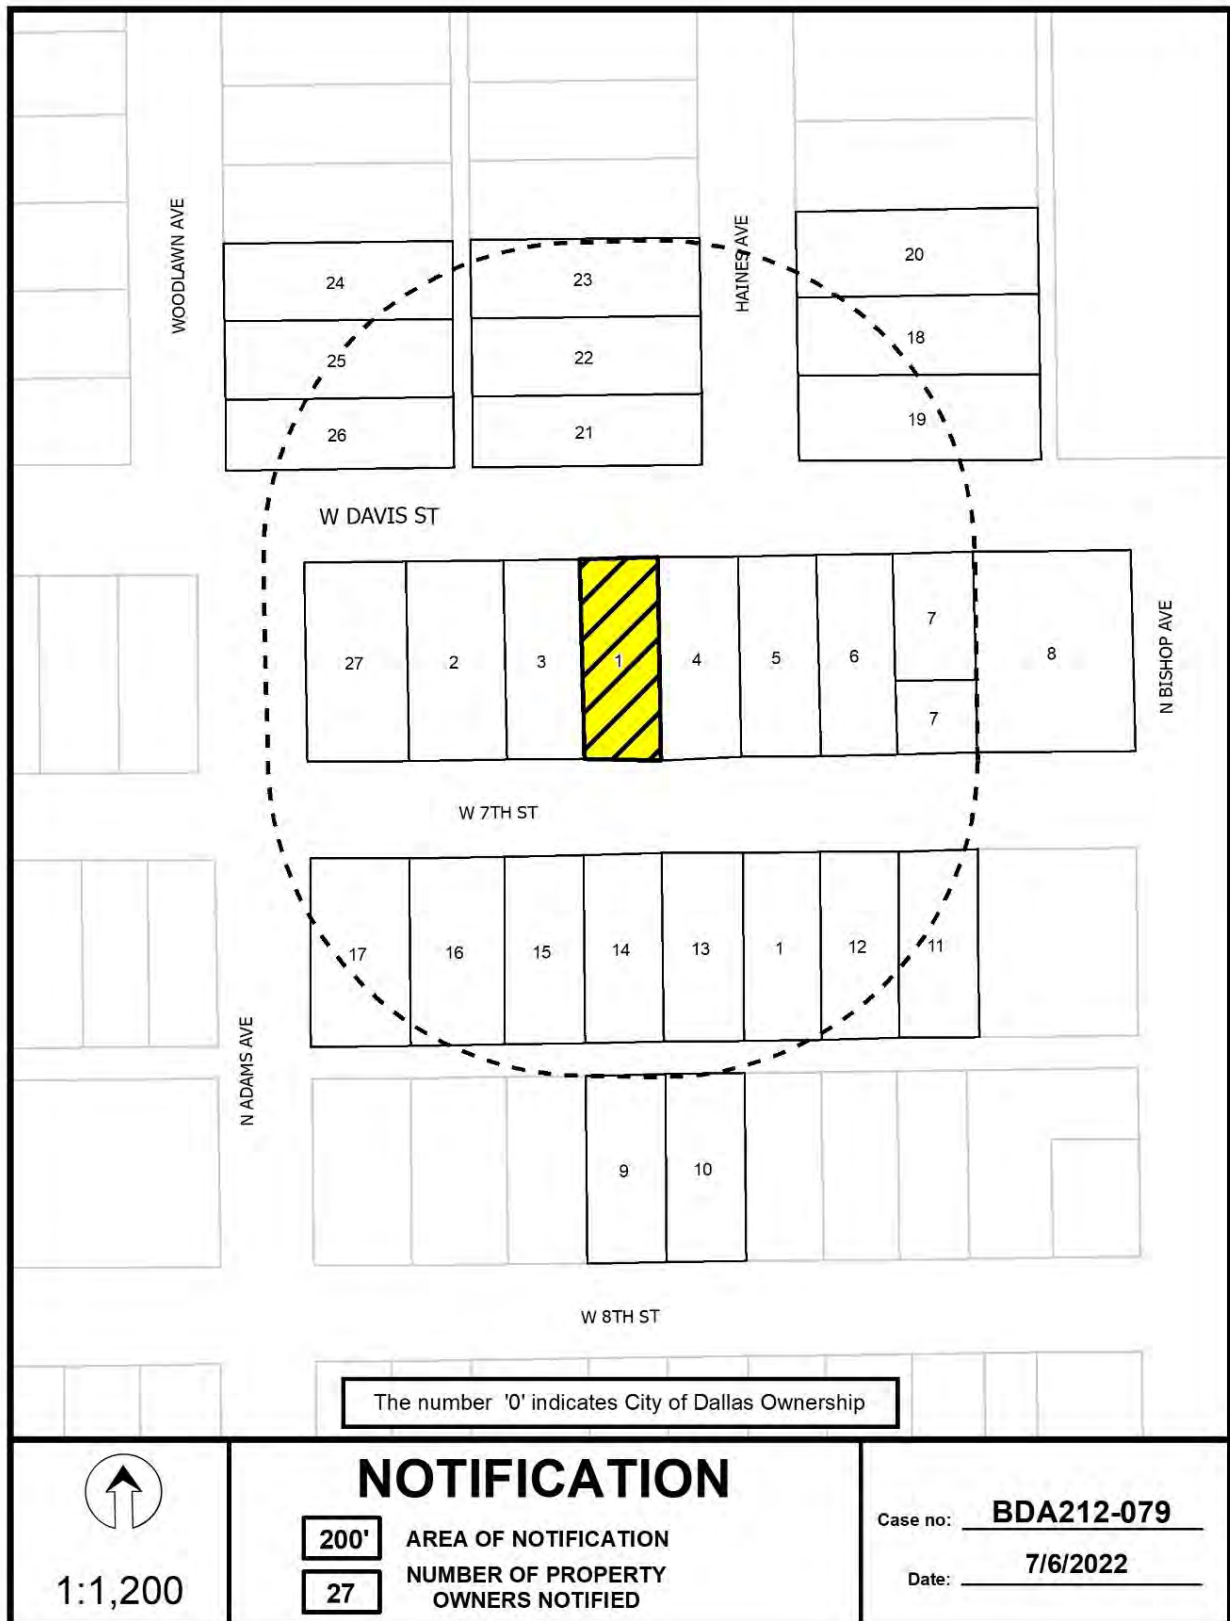 WOODLAWN AVE
HAINES AVE
20
24
23
18
22
25
19
21
26
W DAVIS ST
7
N BISHOP AVE
27
2
3
1
4
5
6
8
7
W 7TH ST
17
16
15
14
13
1
12
11
N ADAMS AVE
9
10
W 8TH ST
The number '0' indicates City of Dallas Ownership
1:1,200
NOTIFICATION
200' AREA OF NOTIFICATION
27 NUMBER OF PROPERTY
OWNERS NOTIFIED
Case no: BDA212-079
Date: 7/6/2022